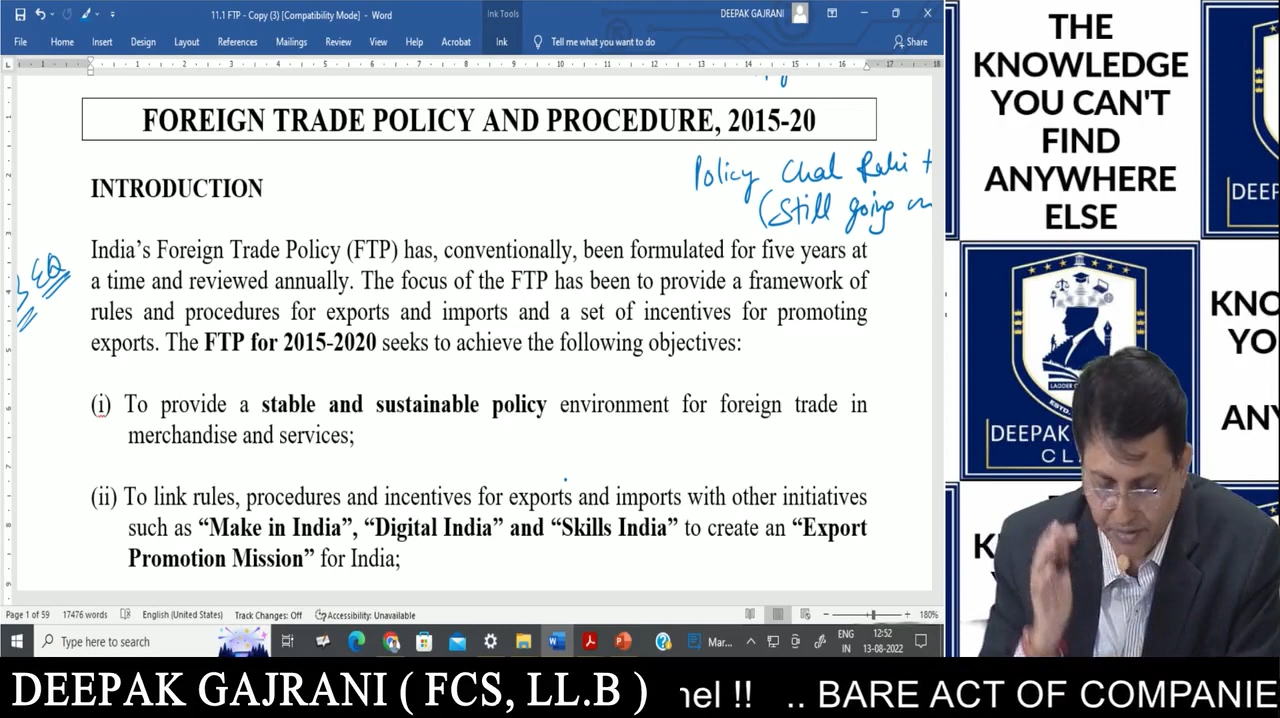 11.1 FTP - Copy (3) [Compatibility Mode] - Word
Ink Tools
DEEPAK GAJRANI
File Home Insert Design Layout References Mailings Review View Help Acrobat Ink Tell me what you want to do Share
FOREIGN TRADE POLICY AND PROCEDURE, 2015-20
Policy Chal Rahi
(Still going on
INTRODUCTION
India's Foreign Trade Policy (FTP) has, conventionally, been formulated for five years at
a time and reviewed annually. The focus of the FTP has been to provide a framework of
rules and procedures for exports and imports and a set of incentives for promoting
exports. The FTP for 2015-2020 seeks to achieve the following objectives:
(i) To provide a stable and sustainable policy environment for foreign trade in
merchandise and services;
(ii) To link rules, procedures and incentives for exports and imports with other initiatives
such as “Make in India”, “Digital India” and “Skills India” to create an “Export
Promotion Mission” for India;
Page 1 of 59 17476 words English (United States) Track Changes: Off Accessibility: Unavailable 180%
Type here to search
Mar...
ENG
IN
12:52
13-08-2022
THE
KNOWLEDGE
YOU CAN'T
FIND
ANYWHERE
ELSE
DEEP
DEEPAK
CL
KNO
YO
ANY
DEEPAK GAJRANI ( FCS, LL.B )
nel !! .. BARE ACT OF COMPANIE